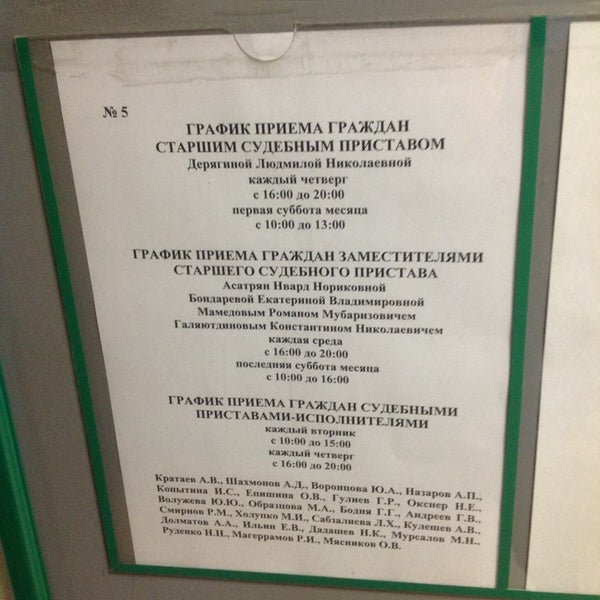 № 5
ГРАФИК ПРИЕМА ГРАЖДАН
СТАРШИМ СУДЕБНЫМ ПРИСТАВОМ
Дерягиной Людмилой Николаевной
каждый четверг
с 16:00 до 20:00
первая суббота месяца
с 10:00 до 13:00
ГРАФИК ПРИЕМА ГРАЖДАН ЗАМЕСТИТЕЛЯМИ
СТАРШЕГО СУДЕБНОГО ПРИСТАВА
Асатрян Нвард Нориковной
Бондаревой Екатериной Владимировной
Мамедовым Романом Мубаризовичем
Галяютдиновым Константином Николаевичем
каждая среда
с 16:00 до 20:00
последняя суббота месяца
с 10:00 до 16:00
ГРАФИК ПРИЕМА ГРАЖДАН СУДЕБНЫМИ
ПРИСТАВАМИ-ИСПОЛНИТЕЛЯМИ
каждый вторник
с 10:00 до 15:00
каждый четверг
с 16:00 до 20:00
Кратаев А.В., Шахмонов А.Д., Воронцова Ю.А., Назаров А.П.,
Копытина И.С., Епишина О.В., Гулиев Г.Р., Окснер Н.Е.,
Волужева Ю.Ю., Образцова М.А., Бодня Г.Г., Андреев Г.В.,
Смирнов Р.М., Холупко М.И., Сабзалиева Л.Х., Кулешев А.В.,
Долматов А.А., Ильин Е.В., Дадашев Н.К., Мурсалов М.Н.,
Руденко Н.И., Магеррамов Р.И., Мясников О.В.